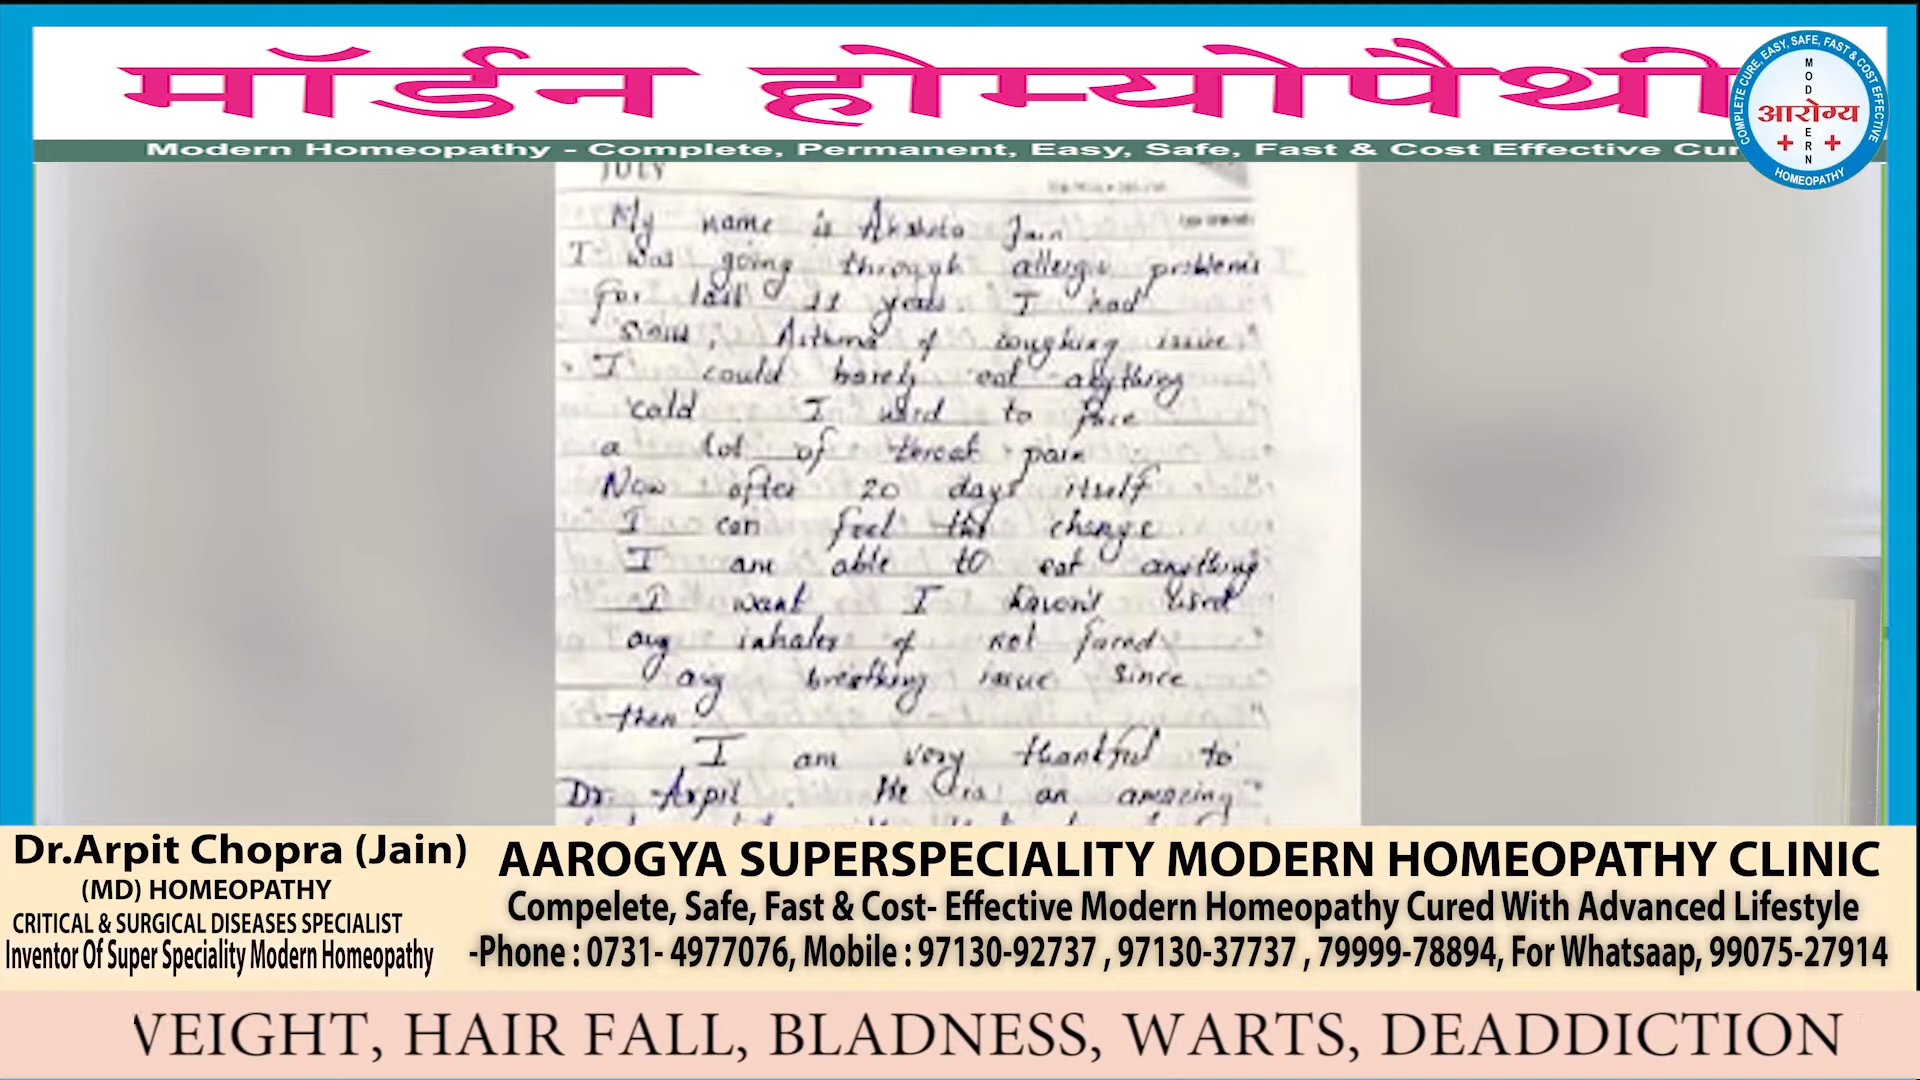 मॉर्डन होम्योपैथी
COMPLETE CURE, EASY, SAFE, FAST & COST EFFECTIVE
MODERN
आरोग्य
HOMEOPATHY
Modern Homeopathy - Complete, Permanent, Easy, Safe, Fast & Cost Effective Cur
JULY
My name is Jain
I was going through allergic problems
for last 11 years. I had
Sinus, Asthma & coughing issue
I could barely eat anything
cold I used to face
a lot of throat pain
Now after 20 days itself
I can feel the change
I am able to eat anything
I want I haven't used
any inhaler & not faced
any breathing issue since
then
I am very thankful to
Dr. Arpit. He is an amazing
Dr.Arpit Chopra (Jain)
(MD) HOMEOPATHY
CRITICAL & SURGICAL DISEASES SPECIALIST
Inventor Of Super Speciality Modern Homeopathy
AAROGYA SUPERSPECIALITY MODERN HOMEOPATHY CLINIC
Compelete, Safe, Fast & Cost- Effective Modern Homeopathy Cured With Advanced Lifestyle
-Phone : 0731- 4977076, Mobile : 97130-92737 , 97130-37737 , 79999-78894, For Whatsaap, 99075-27914
VEIGHT, HAIR FALL, BLADNESS, WARTS, DEADDICTION